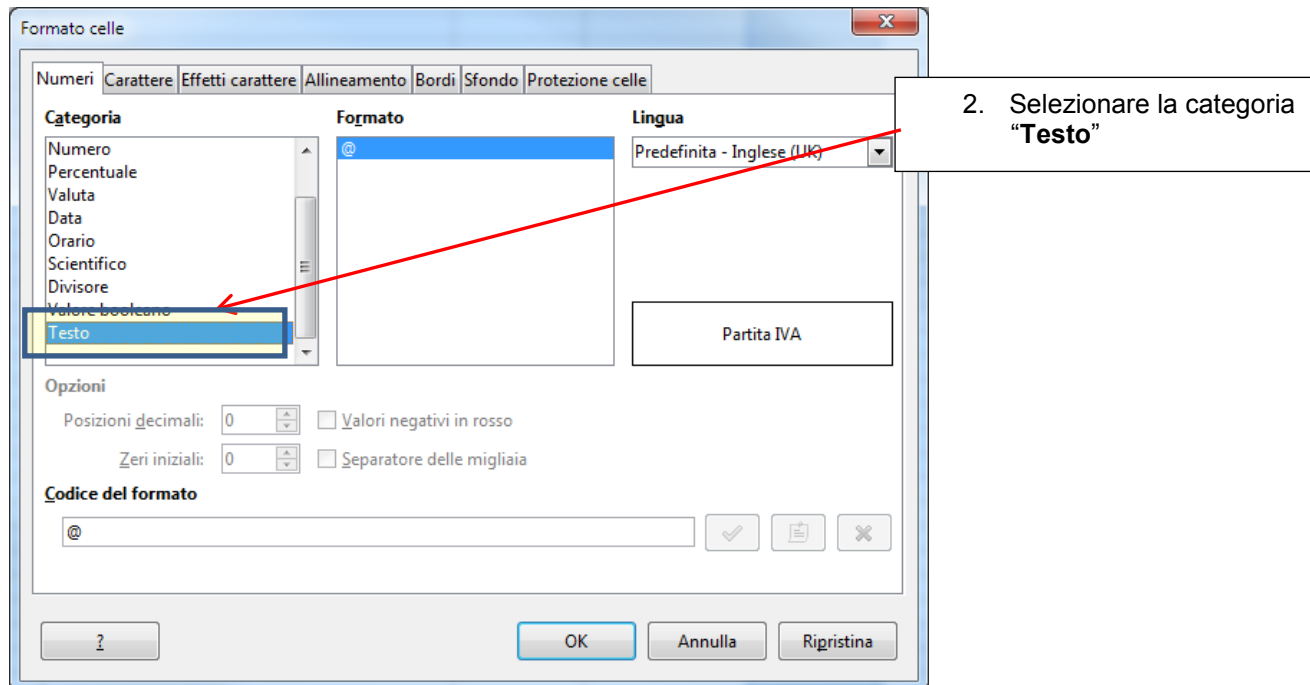 Formato celle
Numeri Carattere Effetti carattere Allineamento Bordi Sfondo Protezione celle
2. Selezionare la categoria
“Testo”
Categoria
Numero
Percentuale
Valuta
Data
Orario
Scientifico
Divisore
Valore booleano
Testo
Formato
@
Lingua
Predefinita - Inglese (UK)
Partita IVA
Opzioni
Posizioni decimali: 0 Valori negativi in rosso
Zeri iniziali: 0 Separatore delle migliaia
Codice del formato
@
? OK Annulla Ripristina